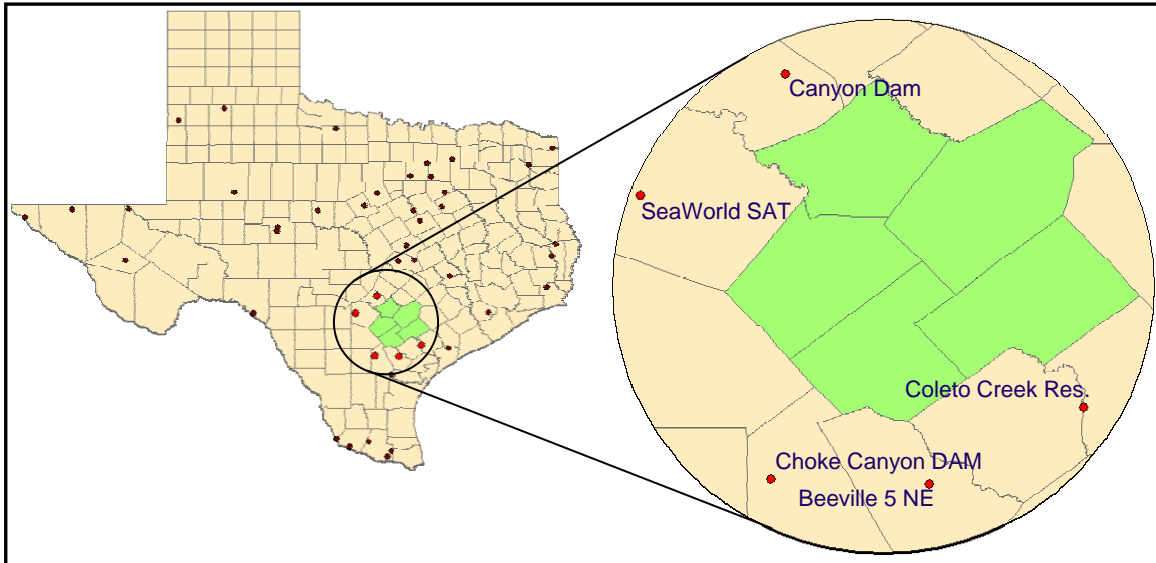 Canyon Dam
SeaWorld SAT
Coleto Creek Res.
Choke Canyon DAM
Beeville 5 NE